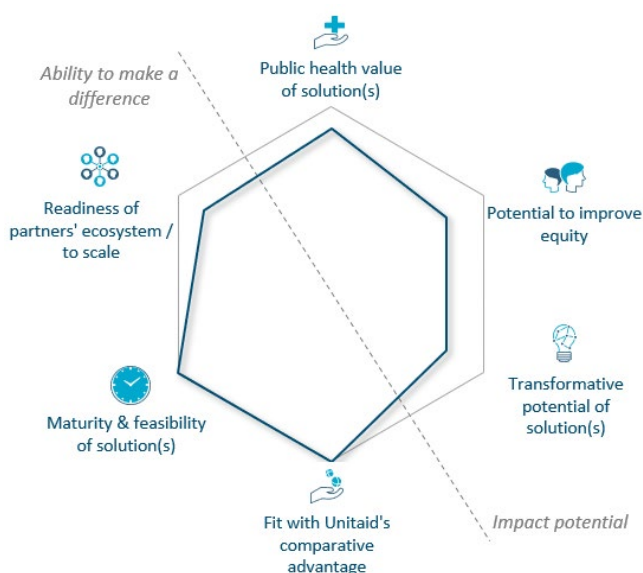 Ability to make a
difference
Public health value
of solution(s)
Readiness of
partners' ecosystem /
to scale
Potential to improve
equity
Maturity & feasibility
of solution(s)
Transformative
potential of
solution(s)
Fit with Unitaid's
comparative
advantage
Impact potential